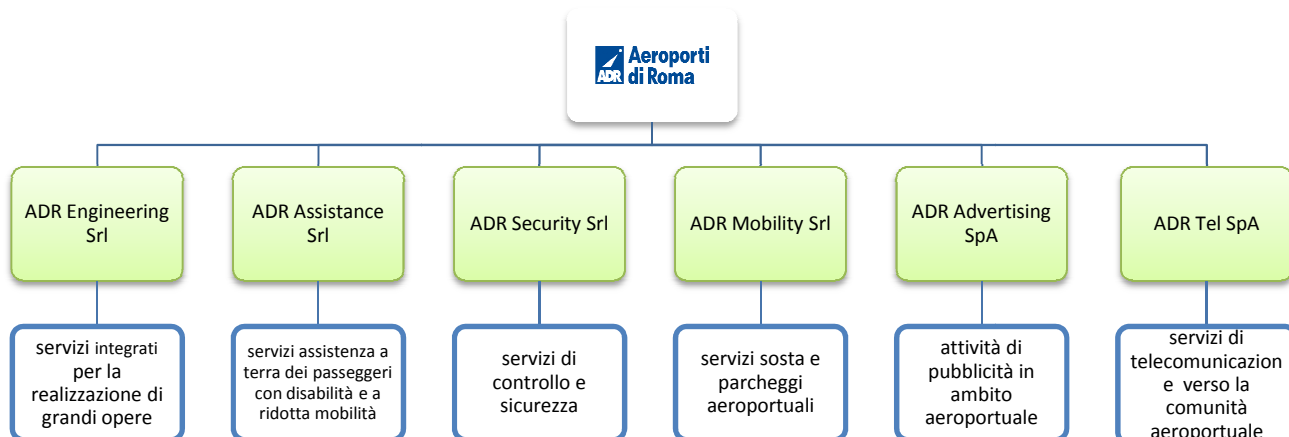 Aeroporti
ADR di Roma
ADR Engineering
Srl
ADR Assistance
Srl
ADR Security Srl
ADR Mobility Srl
ADR Advertising
SpA
ADR Tel SpA
servizi integrati
per la
realizzazione di
grandi opere
servizi assistenza a
terra dei passeggeri
con disabilità e a
ridotta mobilità
servizi di
controllo e
sicurezza
servizi sosta e
parcheggi
aeroportuali
attività di
pubblicità in
ambito
aeroportuale
servizi di
telecomunicazion
e verso la
comunità
aeroportuale